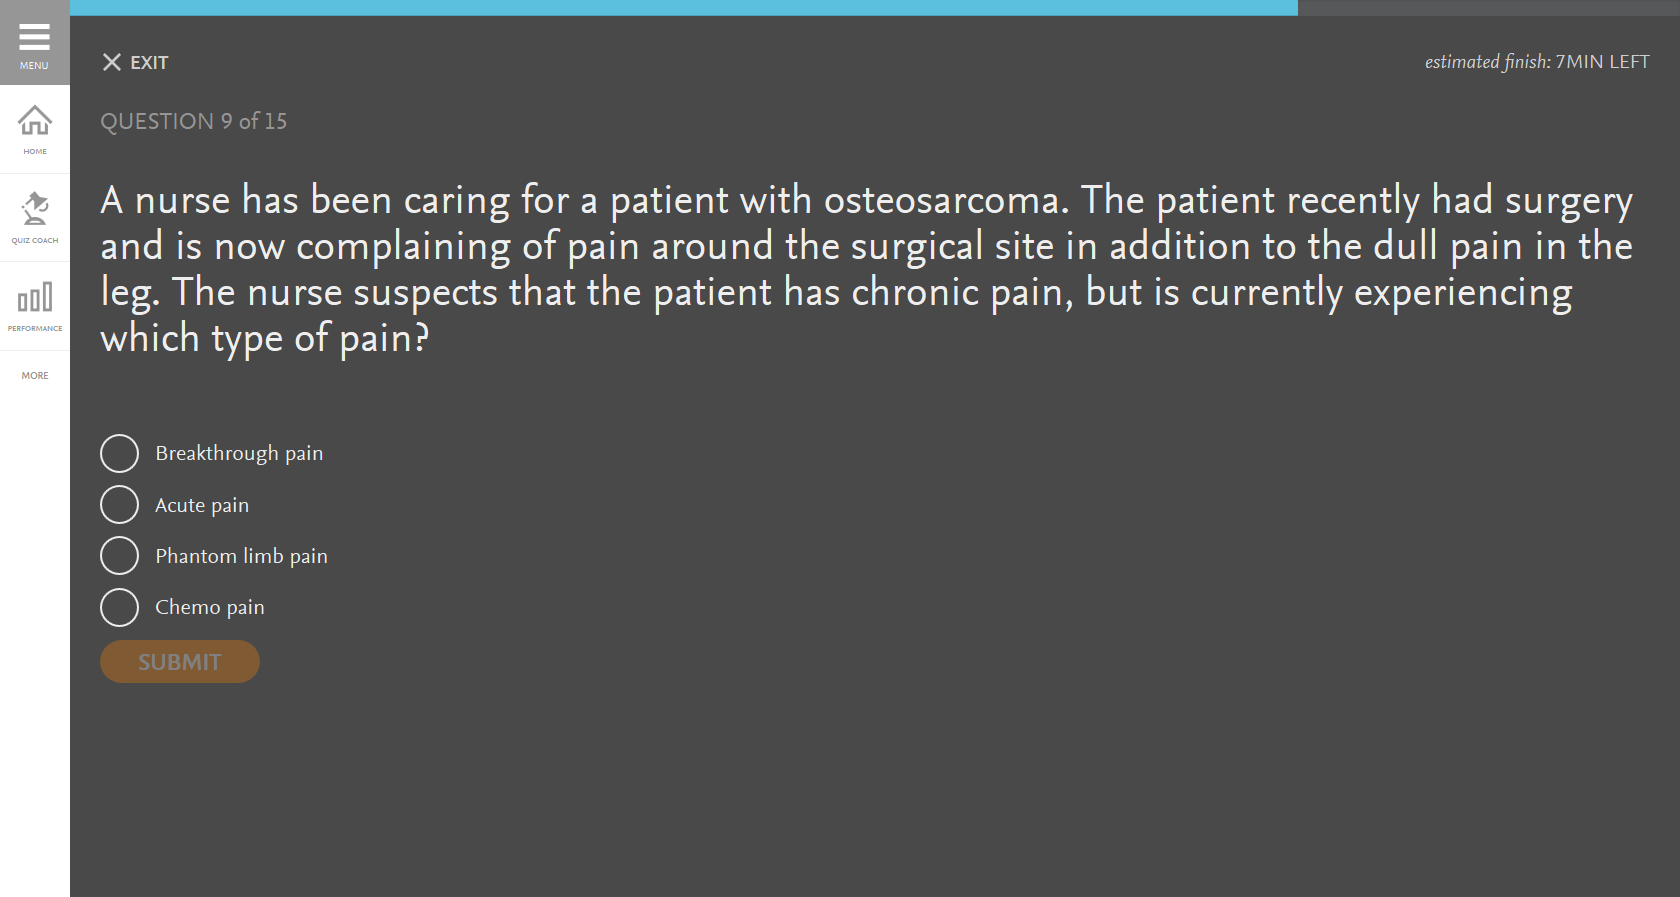 MENU
EXIT
estimated finish: 7MIN LEFT
HOME
QUESTION 9 of 15
QUIZ COACH
PERFORMANCE
MORE
A nurse has been caring for a patient with osteosarcoma. The patient recently had surgery
and is now complaining of pain around the surgical site in addition to the dull pain in the
leg. The nurse suspects that the patient has chronic pain, but is currently experiencing
which type of pain?
Breakthrough pain
Acute pain
Phantom limb pain
Chemo pain
SUBMIT